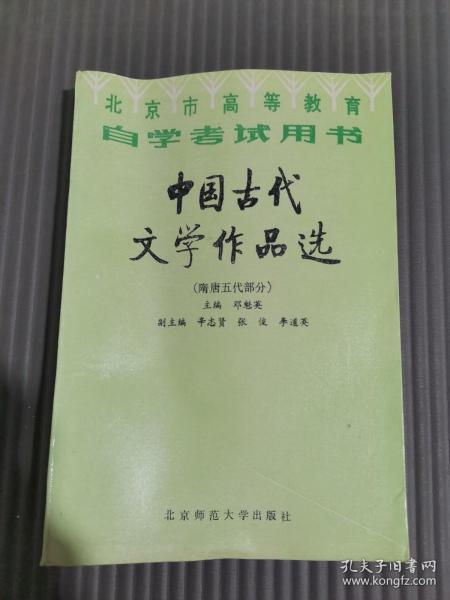 北京市高等教育
自学考试用书
中国古代
文学作品选
(隋唐五代部分)
主编 邓魁英
副主编 辛志贤 张俊 李道英
北京师范大学出版社
孔夫子旧书网
www.kongfz.com